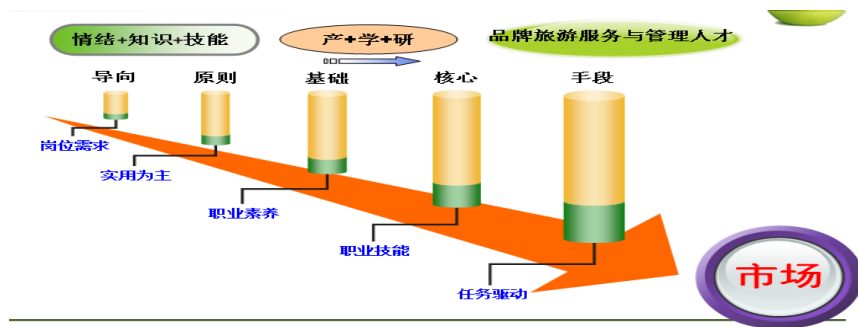 情结+知识+技能
产+学+研
品牌旅游服务与管理人才
导向
原则
基础
核心
手段
岗位需求
实用为主
职业素养
职业技能
任务驱动
市场